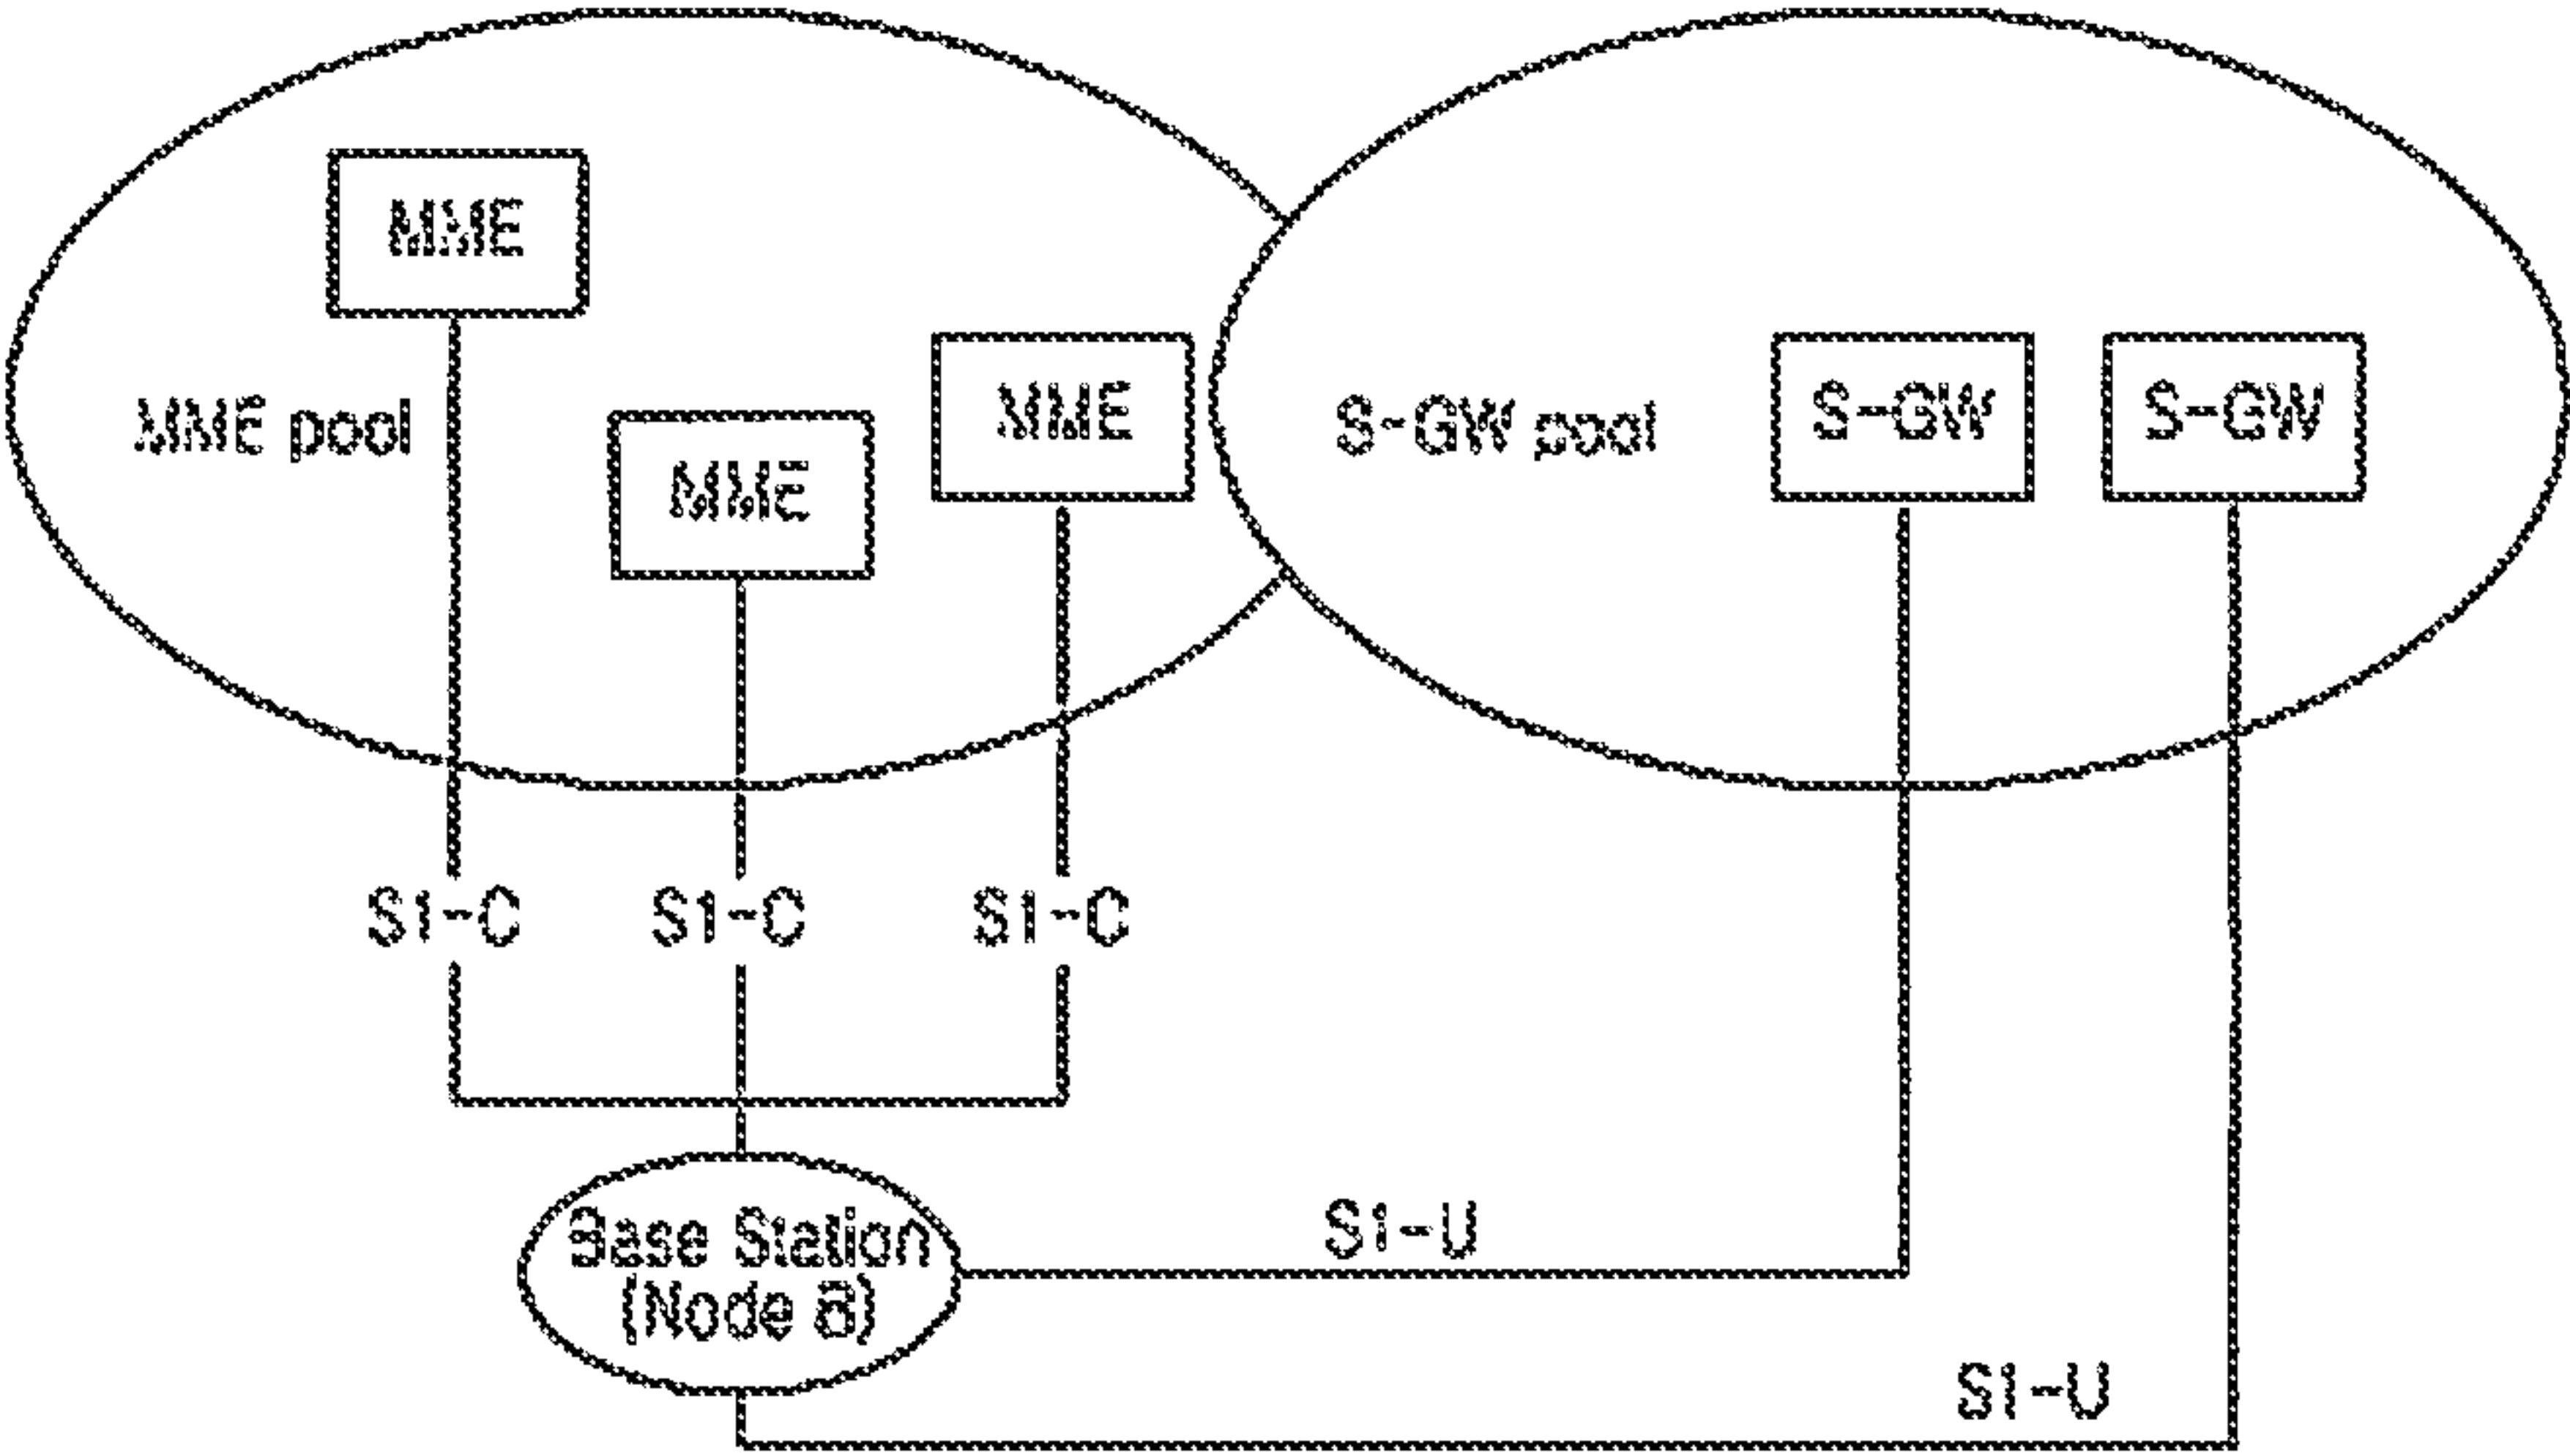 MME
MME
MME
MME pool
S-GW pool
S-GW
S-GW
S1-C
S1-C
S1-C
Base Station
(Node B)
S1-U
S1-U